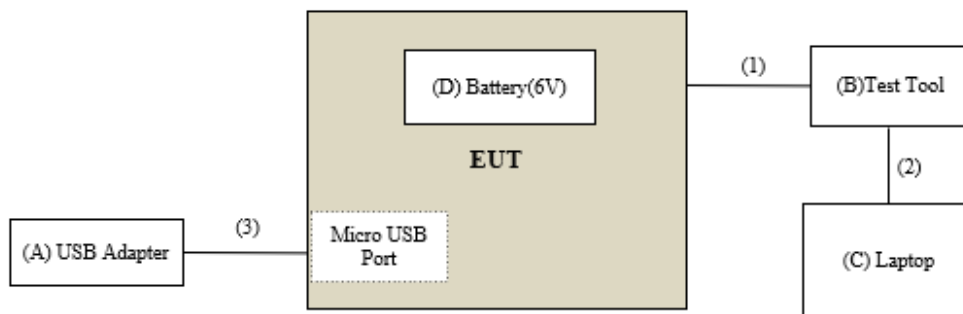 (D) Battery(6V)
(1)
(B)Test Tool
EUT
(2)
(3)
Micro USB
Port
(A) USB Adapter
(C) Laptop